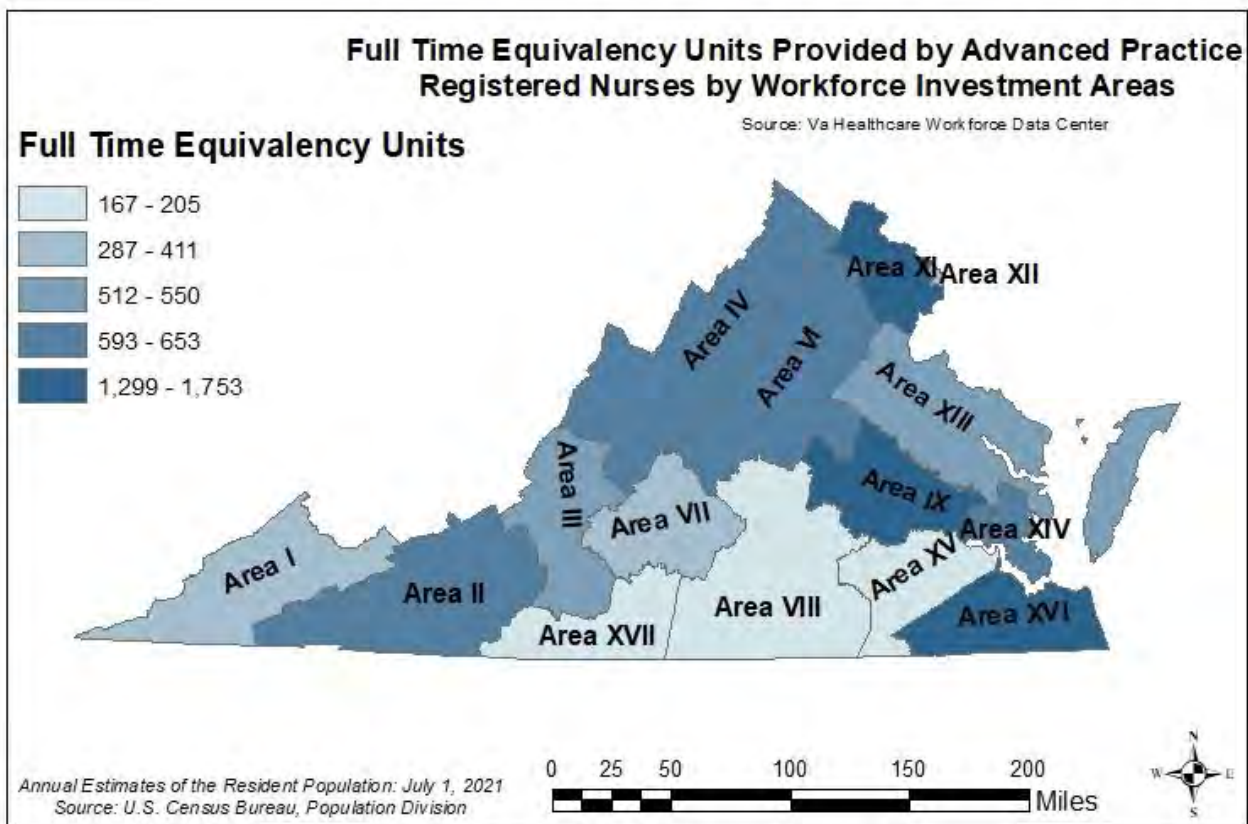 Full Time Equivalency Units Provided by Advanced Practice
Registered Nurses by Workforce Investment Areas
Source: Va Healthcare Workforce Data Center
Full Time Equivalency Units
167 - 205
287 - 411
512 - 550
593 - 653
1,299 - 1,753
Area XI
Area XII
Area IV
Area VI
Area XIII
Area III
Area VII
Area IX
Area XIV
Area I
Area II
Area XV
Area VIII
Area XVII
Area XVI
Annual Estimates of the Resident Population: July 1, 2021
Source: U.S. Census Bureau, Population Division
0 25 50 100 150 200
Miles
N
W E
S